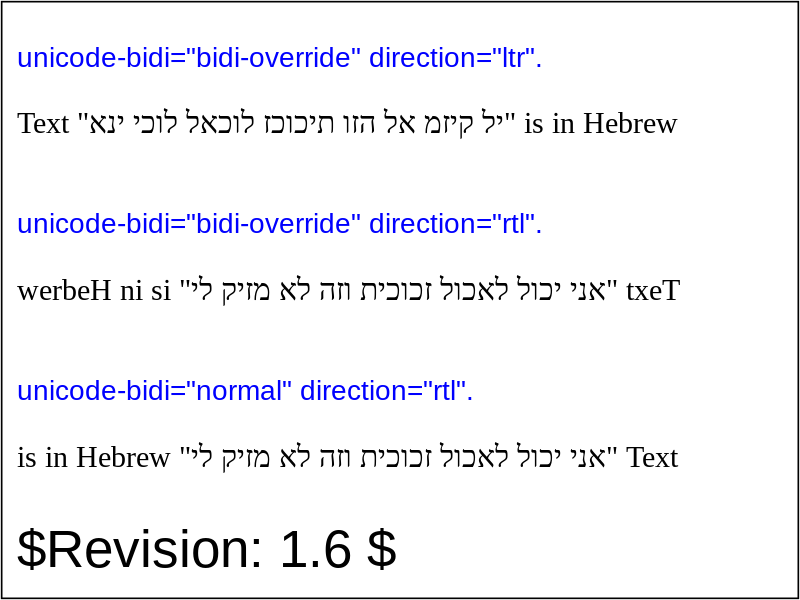 unicode-bidi="bidi-override" direction="ltr".
Text "יל קיזמ אל הזו תיכוכז לוכאל לוכי ינא" is in Hebrew
unicode-bidi="bidi-override" direction="rtl".
werbeH ni si "אני יכול לאכול זכוכית וזה לא מזיק לי" txeT
unicode-bidi="normal" direction="rtl".
is in Hebrew "אני יכול לאכול זכוכית וזה לא מזיק לי" Text
$Revision: 1.6 $